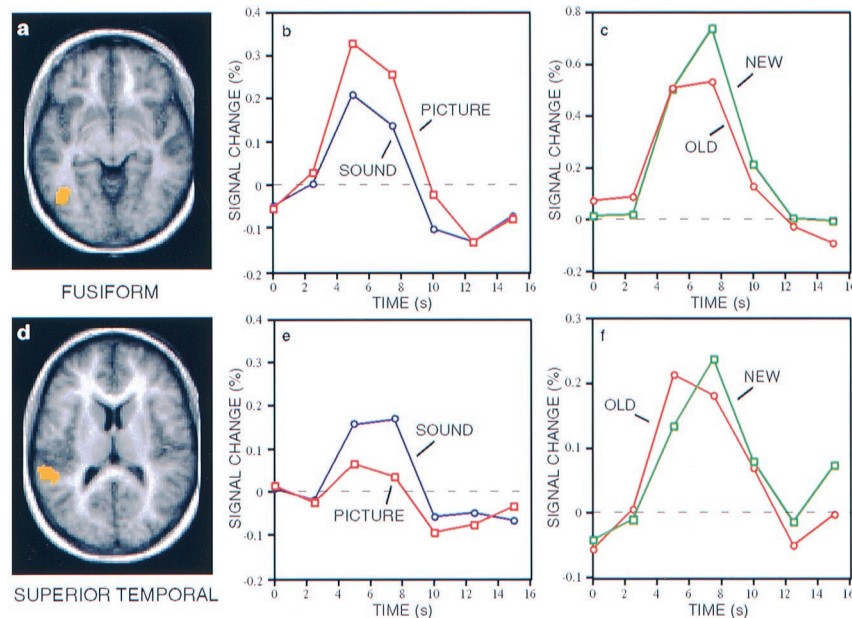 a
FUSIFORM
b
SIGNAL CHANGE (%)
0.4
0.3
0.2
0.1
0
-0.1
-0.2
PICTURE
SOUND
0 2 4 6 8 10 12 14 16
TIME (s)
c
SIGNAL CHANGE (%)
0.8
0.6
0.4
0.2
0
-0.2
NEW
OLD
0 2 4 6 8 10 12 14 16
TIME (s)
d
SUPERIOR TEMPORAL
e
SIGNAL CHANGE (%)
0.4
0.3
0.2
0.1
0
-0.1
-0.2
SOUND
PICTURE
0 2 4 6 8 10 12 14 16
TIME (s)
f
SIGNAL CHANGE (%)
0.3
0.2
0.1
0
-0.1
OLD
NEW
0 2 4 6 8 10 12 14 16
TIME (s)